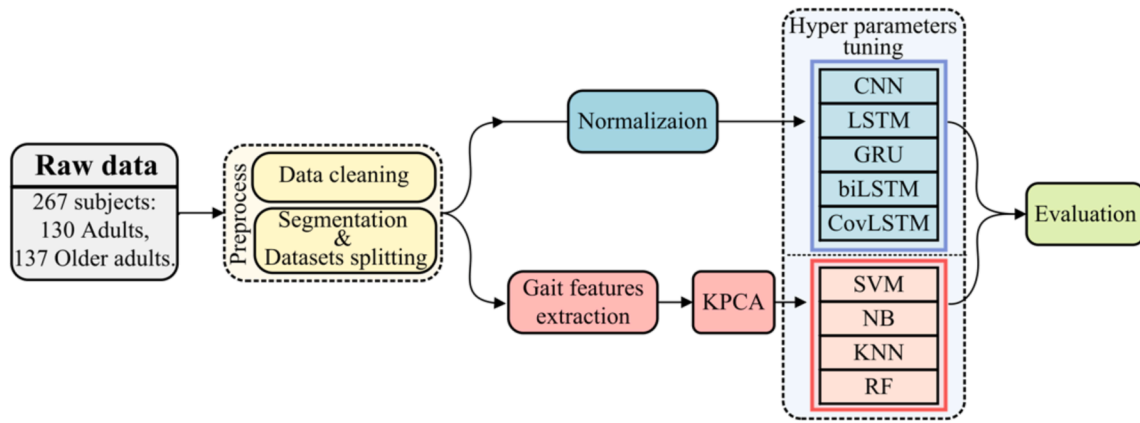 Raw data
267 subjects:
130 Adults,
137 Older adults.
Preprocess
Data cleaning
Segmentation
&
Datasets splitting
Normalizaion
Gait features
extraction
KPCA
Hyper parameters
tuning
CNN
LSTM
GRU
biLSTM
CovLSTM
SVM
NB
KNN
RF
Evaluation